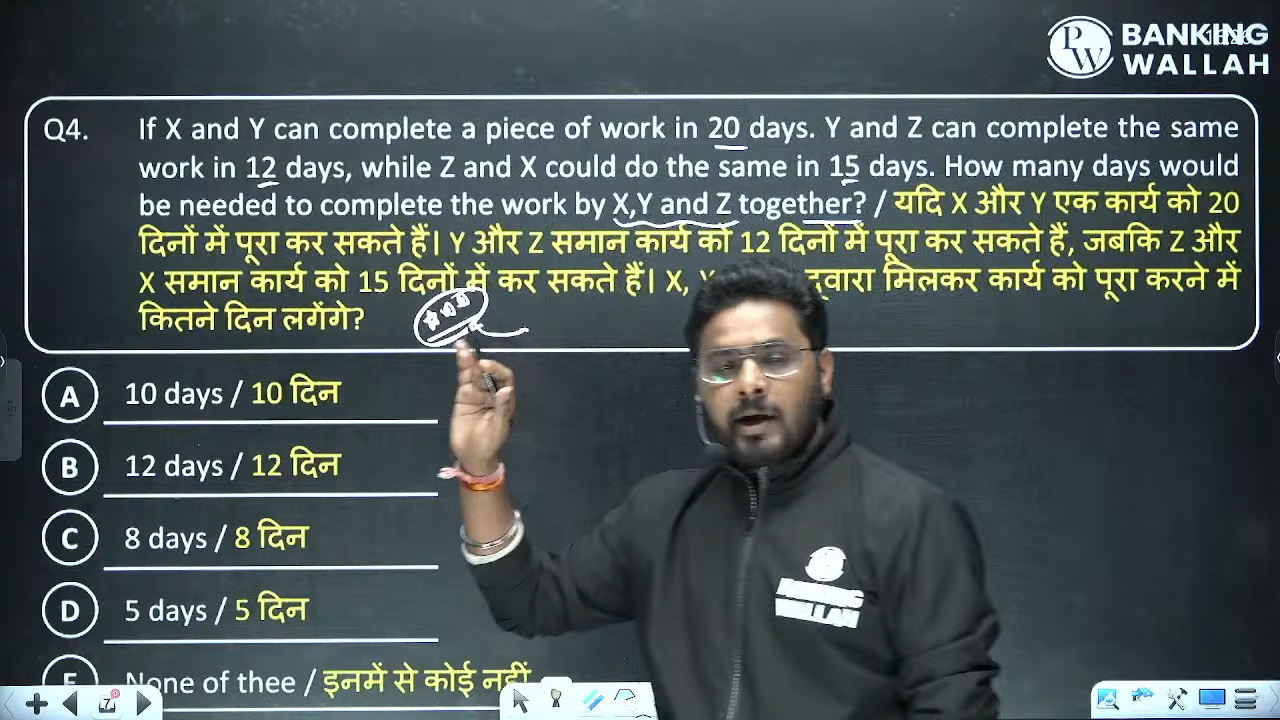 PW BANKING
WALLAH
Q4. If X and Y can complete a piece of work in 20 days. Y and Z can complete the same
work in 12 days, while Z and X could do the same in 15 days. How many days would
be needed to complete the work by X,Y and Z together? / यदि X और Y एक कार्य को 20
दिनों में पूरा कर सकते हैं। Y और Z समान कार्य को 12 दिनों में पूरा कर सकते हैं, जबकि Z और
X समान कार्य को 15 दिनों में कर सकते हैं। X, मिलकर कार्य को पूरा करने में
कितने दिन लगेंगे?
A 10 days / 10 दिन
B 12 days / 12 दिन
C 8 days / 8 दिन
D 5 days / 5 दिन
E None of thee / इनमें से कोई नहीं
BANKING
WALLAH
7